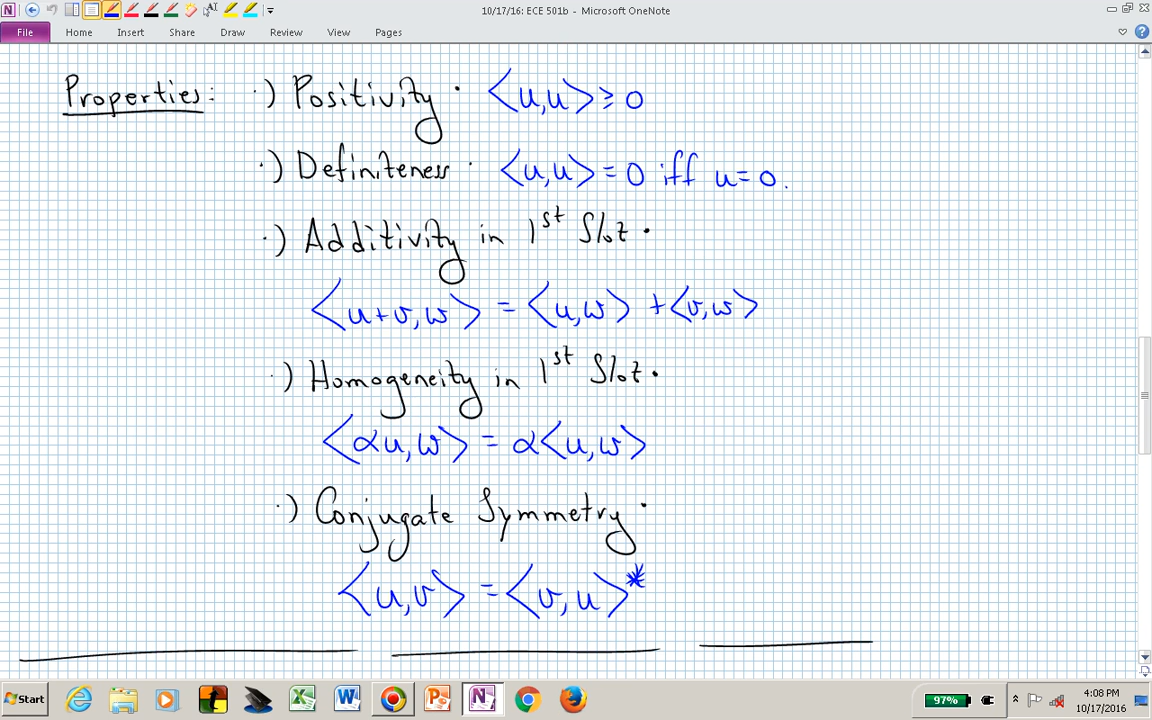 10/17/16: ECE 501b - Microsoft OneNote
File Home Insert Share Draw Review View Pages
Properties: ·) Positivity · <u,u> ≥ 0
·) Definiteness · <u,u> = 0 iff u = 0.
·) Additivity in 1st Slot ·
<u+v,w> = <u,w> + <v,w>
·) Homogeneity in 1st Slot ·
<αu,w> = α<u,w>
·) Conjugate Symmetry ·
<u,v> = <v,u>*
Start 97% 4:08 PM
10/17/2016